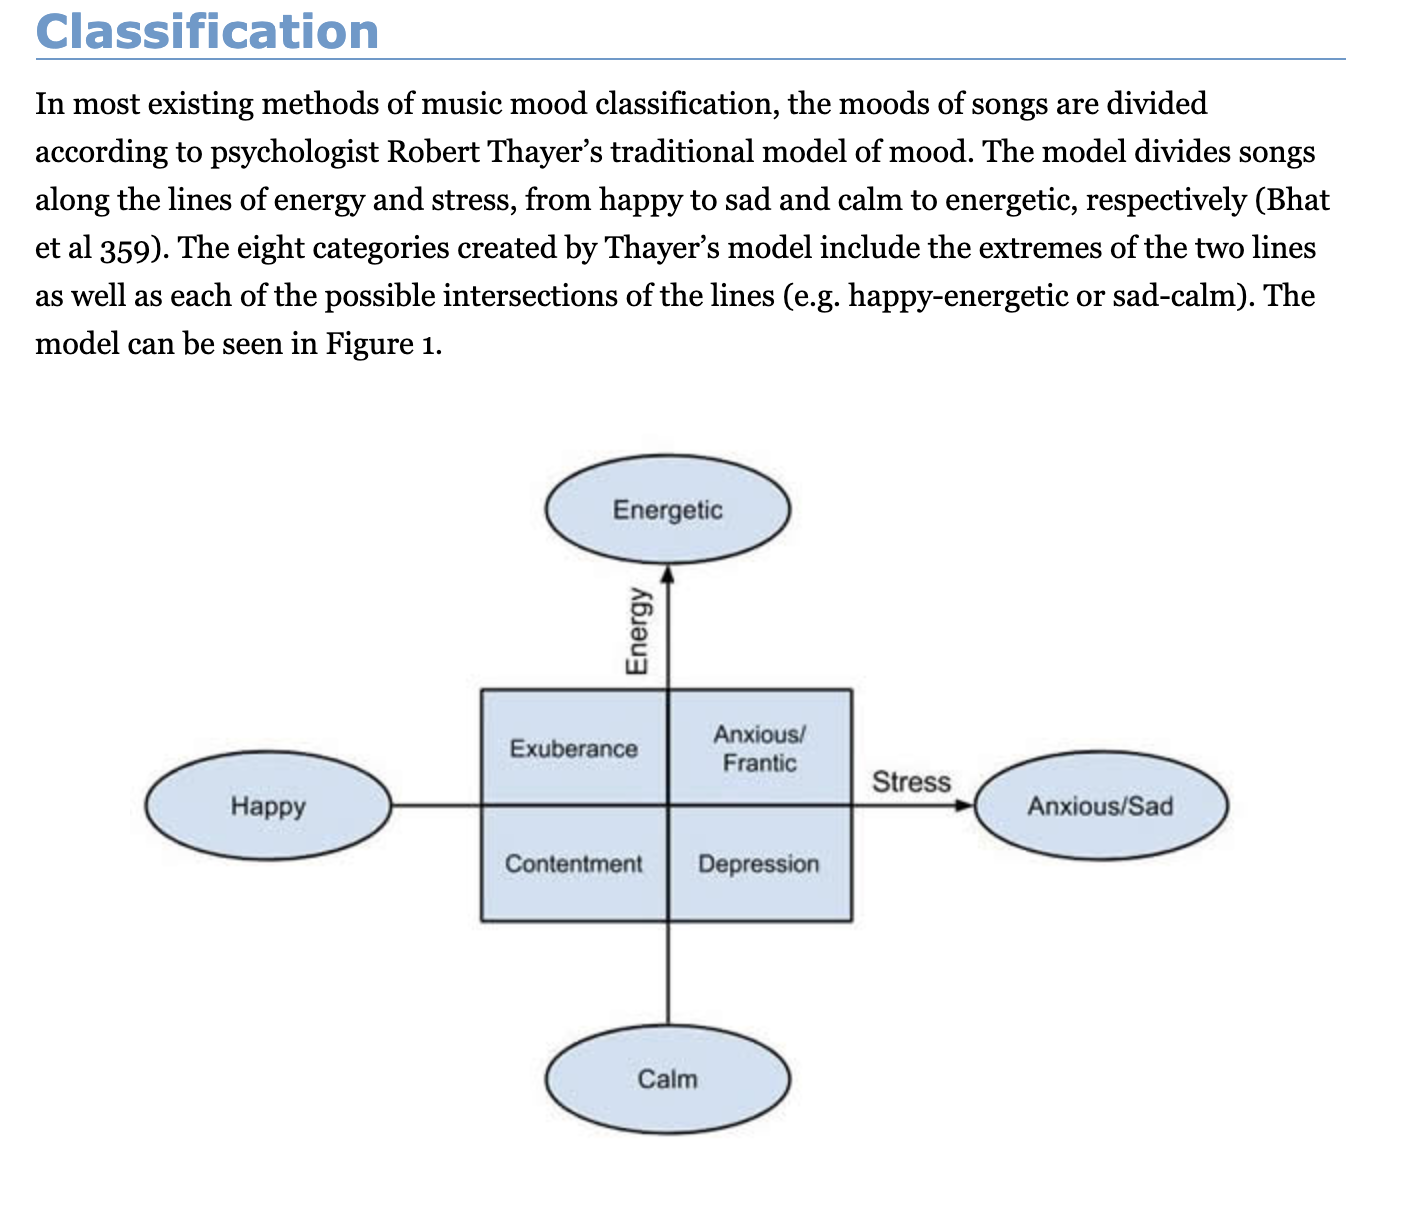 Classification
In most existing methods of music mood classification, the moods of songs are divided
according to psychologist Robert Thayer’s traditional model of mood. The model divides songs
along the lines of energy and stress, from happy to sad and calm to energetic, respectively (Bhat
et al 359). The eight categories created by Thayer’s model include the extremes of the two lines
as well as each of the possible intersections of the lines (e.g. happy-energetic or sad-calm). The
model can be seen in Figure 1.
Energetic
Energy
Exuberance
Anxious/
Frantic
Stress
Happy
Anxious/Sad
Contentment
Depression
Calm